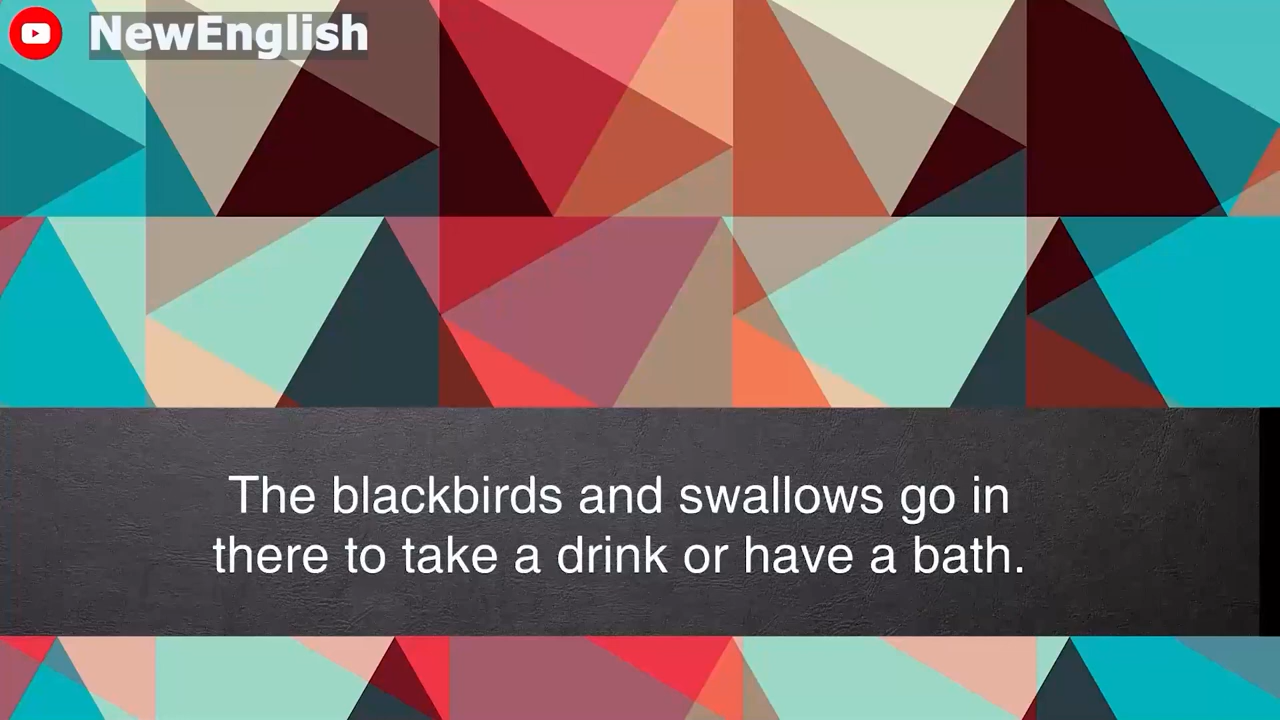 NewEnglish
The blackbirds and swallows go in
there to take a drink or have a bath.